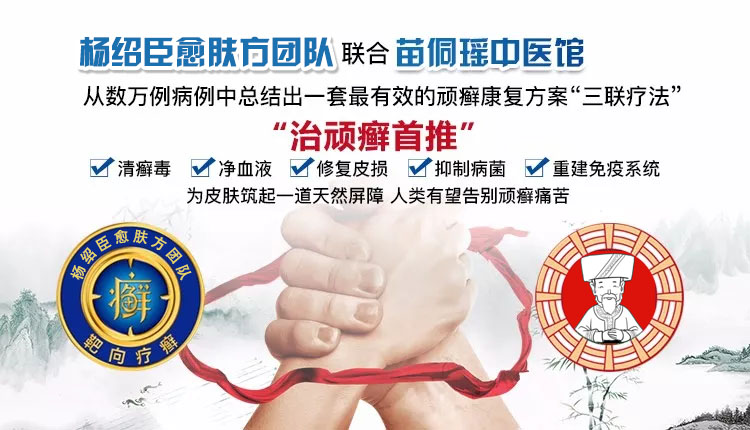 杨绍臣愈肤方团队 联合 苗侗瑶中医馆
从数万例病例中总结出一套最有效的顽癣康复方案“三联疗法”
“治顽癣首推”
清癣毒 净血液 修复皮损 抑制病菌 重建免疫系统
为皮肤筑起一道天然屏障 人类有望告别顽癣痛苦
杨绍臣愈肤方团队
癣
靶向疗癣